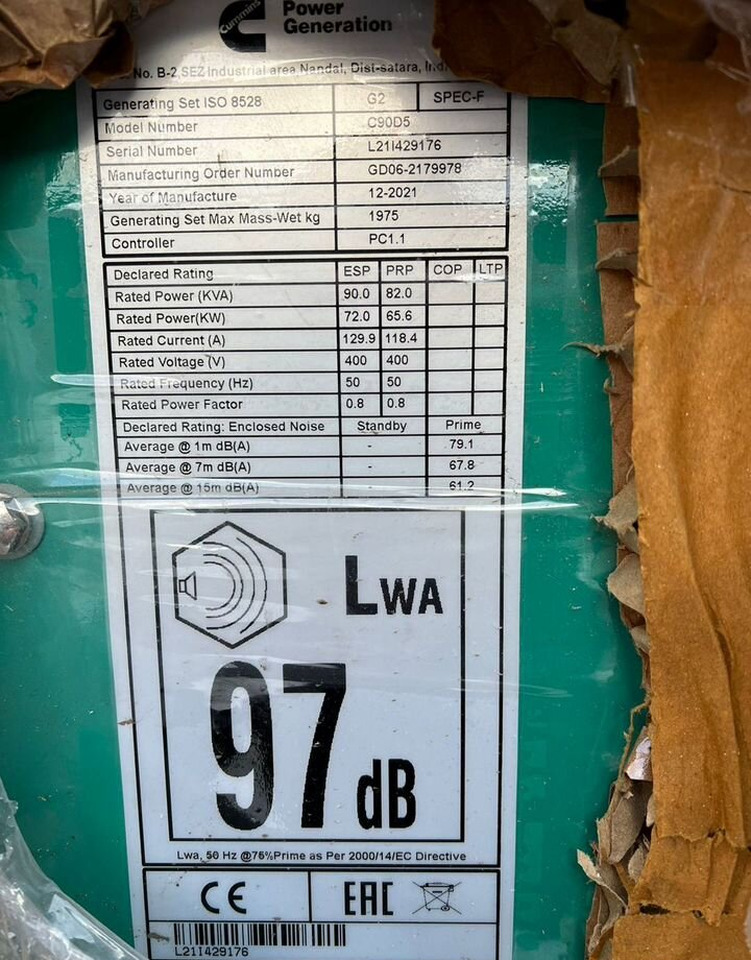 Cummins
Power
Generation
No. B-2 SEZ Industrial area Nandal, Dist-satara,
Generating Set ISO 8528 G2 SPEC-F
Model Number C90D5
Serial Number L21I429176
Manufacturing Order Number GD06-2179978
Year of Manufacture 12-2021
Generating Set Max Mass-Wet kg 1975
Controller PC1.1
Declared Rating ESP PRP COP LTP
Rated Power (KVA) 90.0 82.0
Rated Power(KW) 72.0 65.6
Rated Current (A) 129.9 118.4
Rated Voltage (V) 400 400
Rated Frequency (Hz) 50 50
Rated Power Factor 0.8 0.8
Declared Rating: Enclosed Noise Standby Prime
Average @ 1m dB(A) - 79.1
Average @ 7m dB(A) - 67.8
Average @ 15m dB(A) - 61.2
LWA
97 dB
Lwa, 50 Hz @75%Prime as Per 2000/14/EC Directive
CE EAC
L21I429176